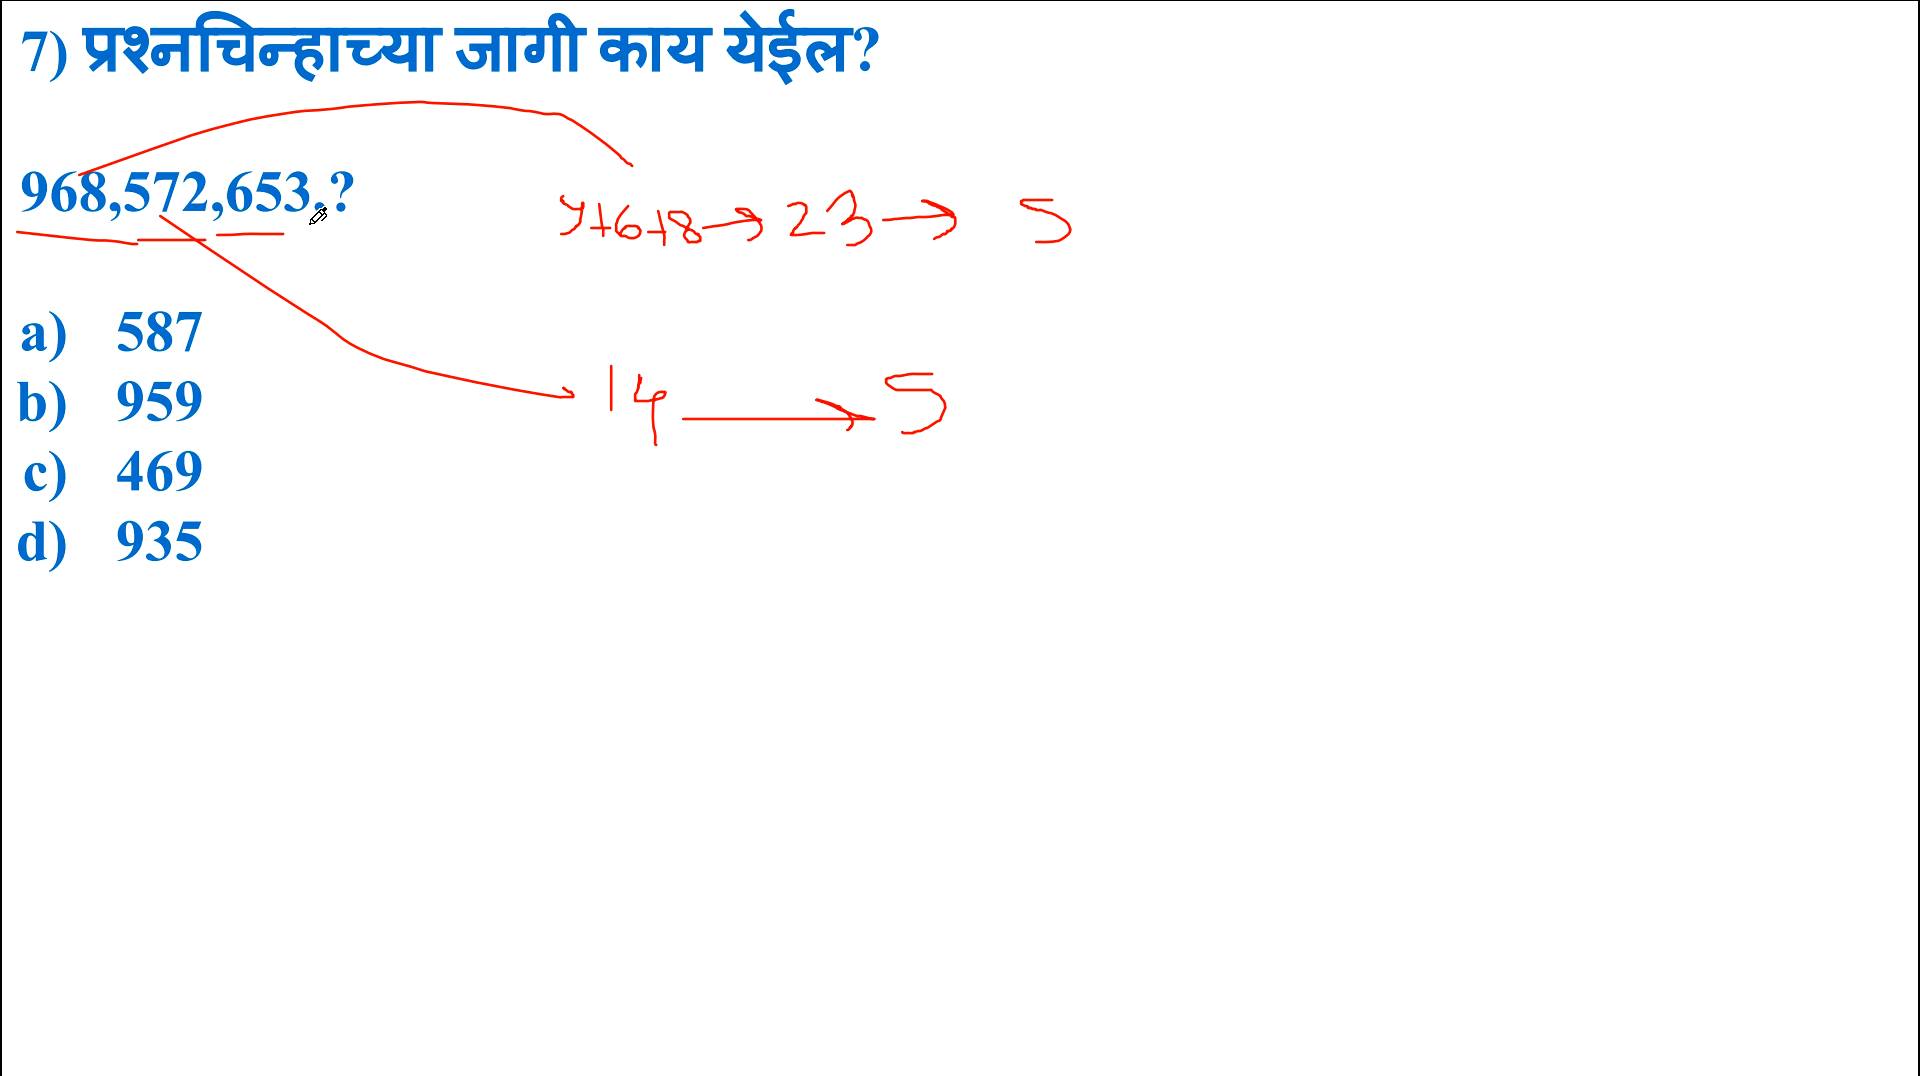 7) प्रश्नचिन्हाच्या जागी काय येईल?
968,572,653,?
9+6+8→23→ 5
a) 587
14→5
b) 959
c) 469
d) 935